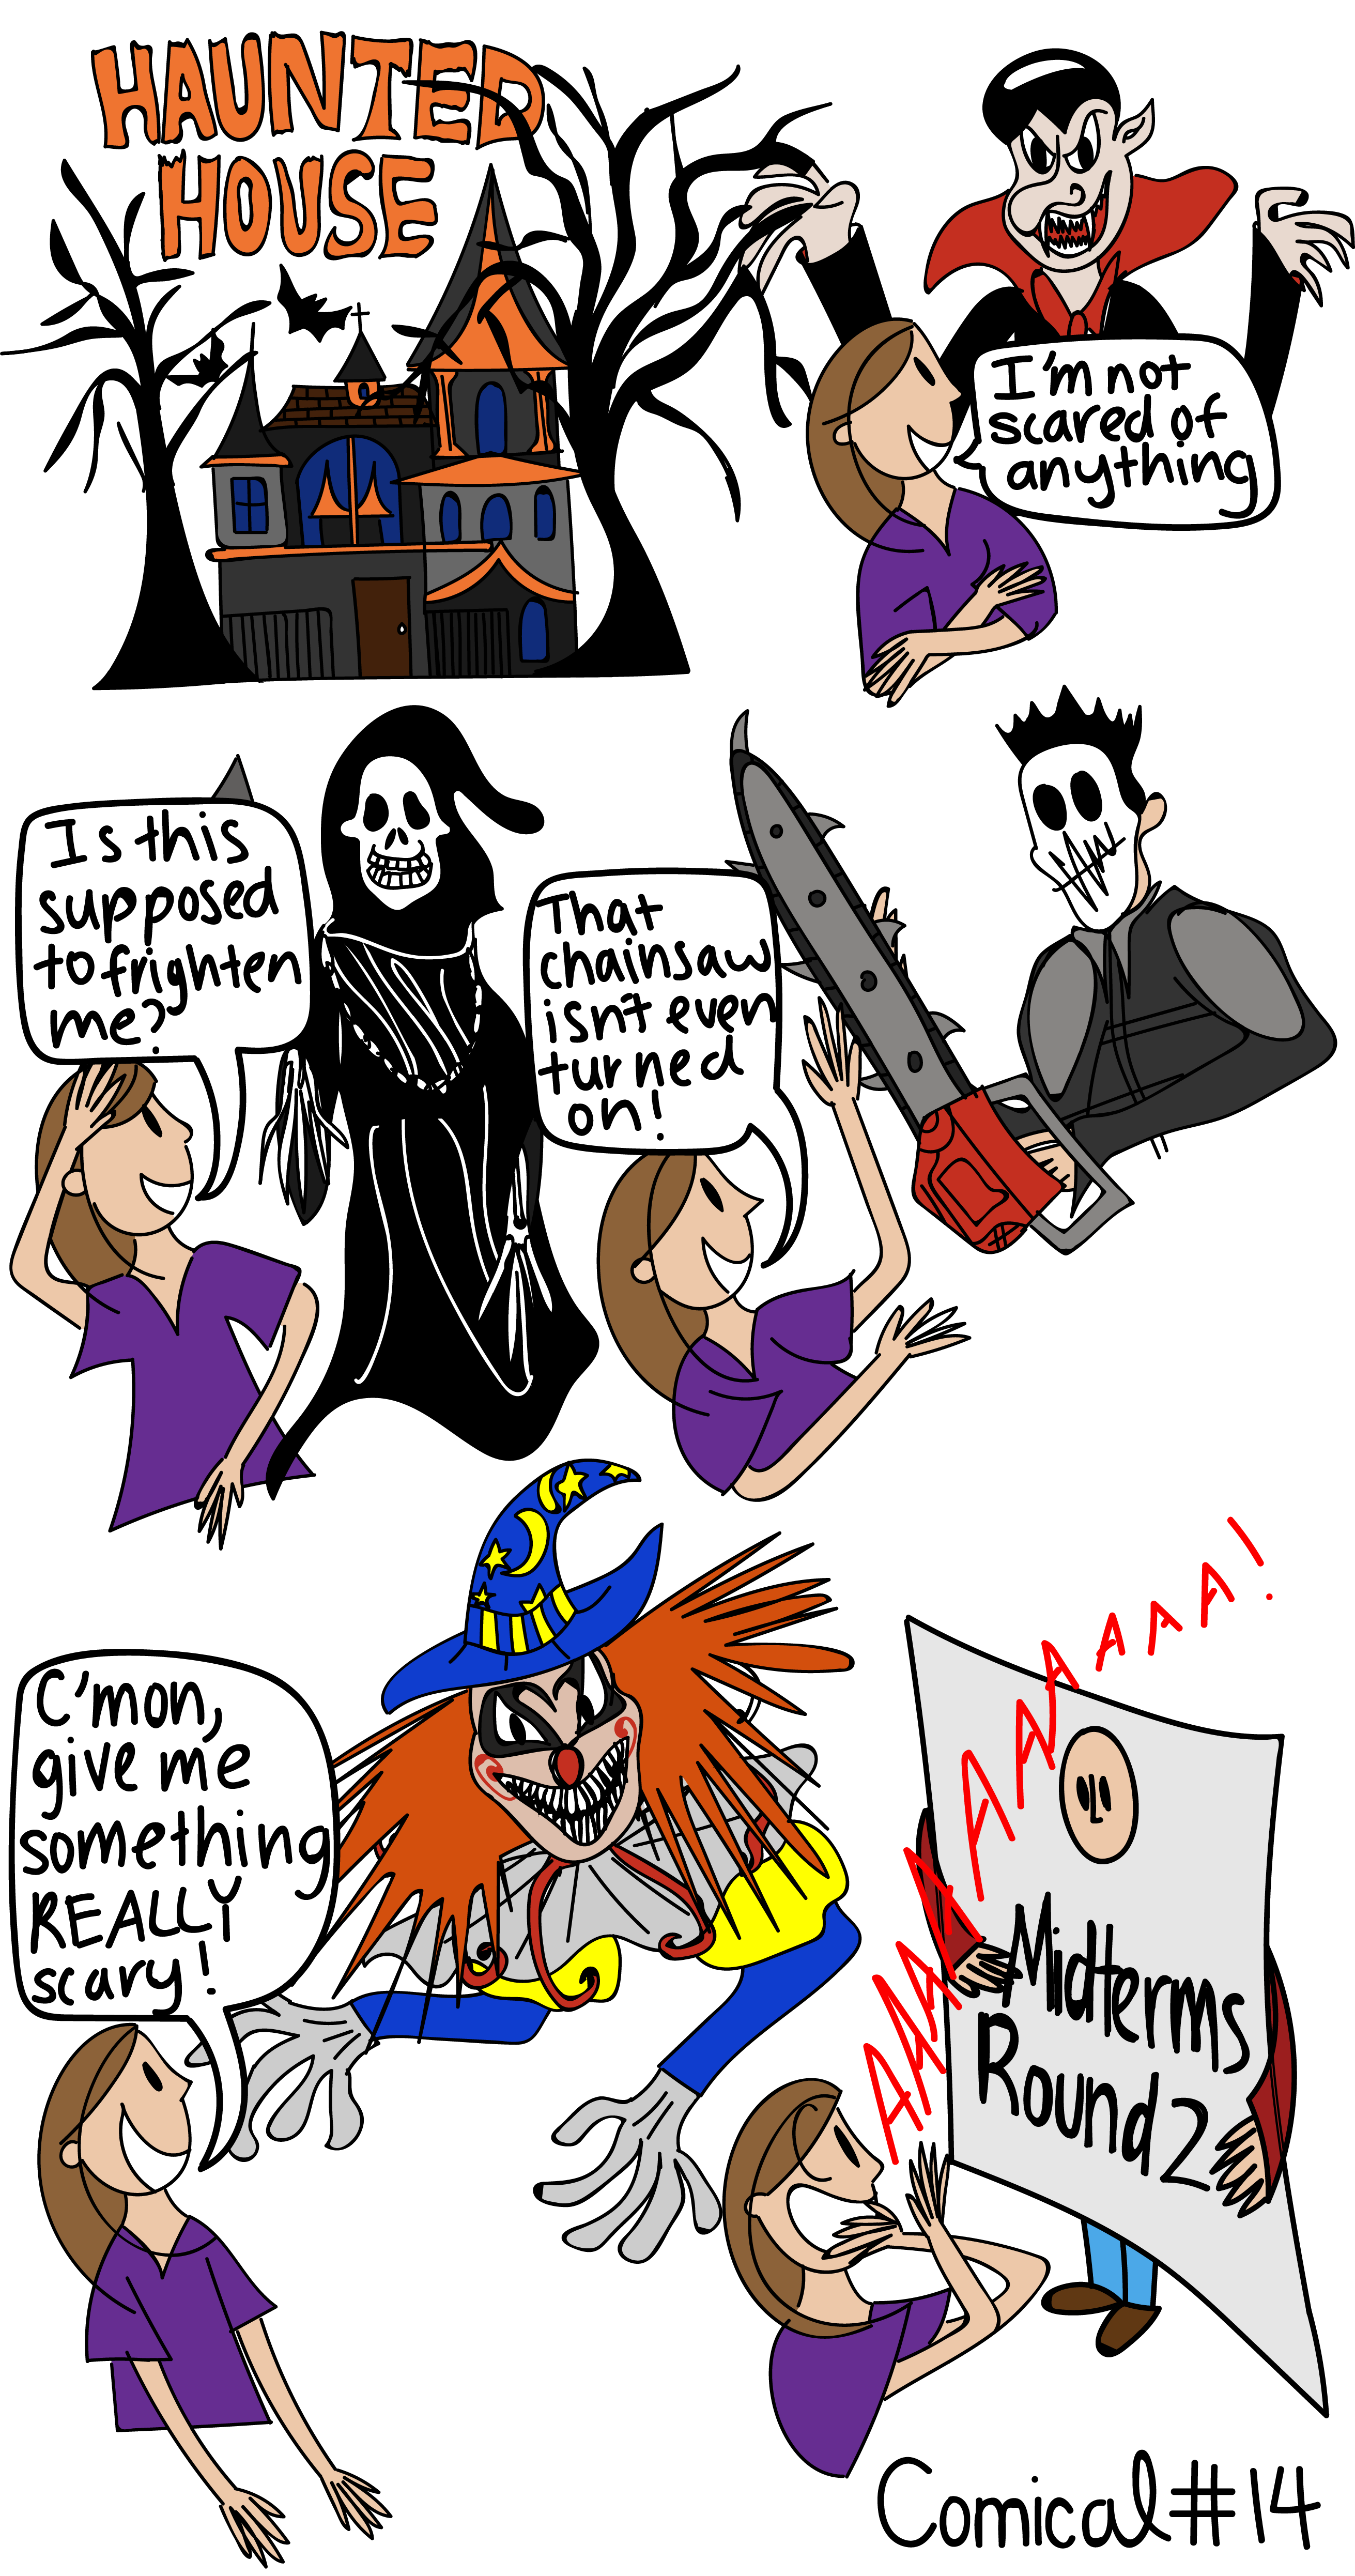 HAUNTED
HOUSE
I'm not
scared of
anything
Is this
supposed
to frighten
me?
That
chainsaw
isn't even
turned
on!
C'mon,
give me
something
REALLY
scary!
AAAAAAAAAAAA!
Midterms
Round 2
Comical #14